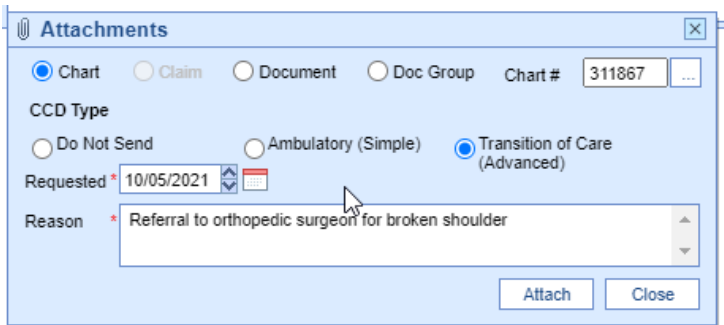 Attachments
Chart Claim Document Doc Group Chart # 311867 ...
CCD Type
Do Not Send Ambulatory (Simple) Transition of Care
(Advanced)
Requested * 10/05/2021
Reason * Referral to orthopedic surgeon for broken shoulder
Attach Close